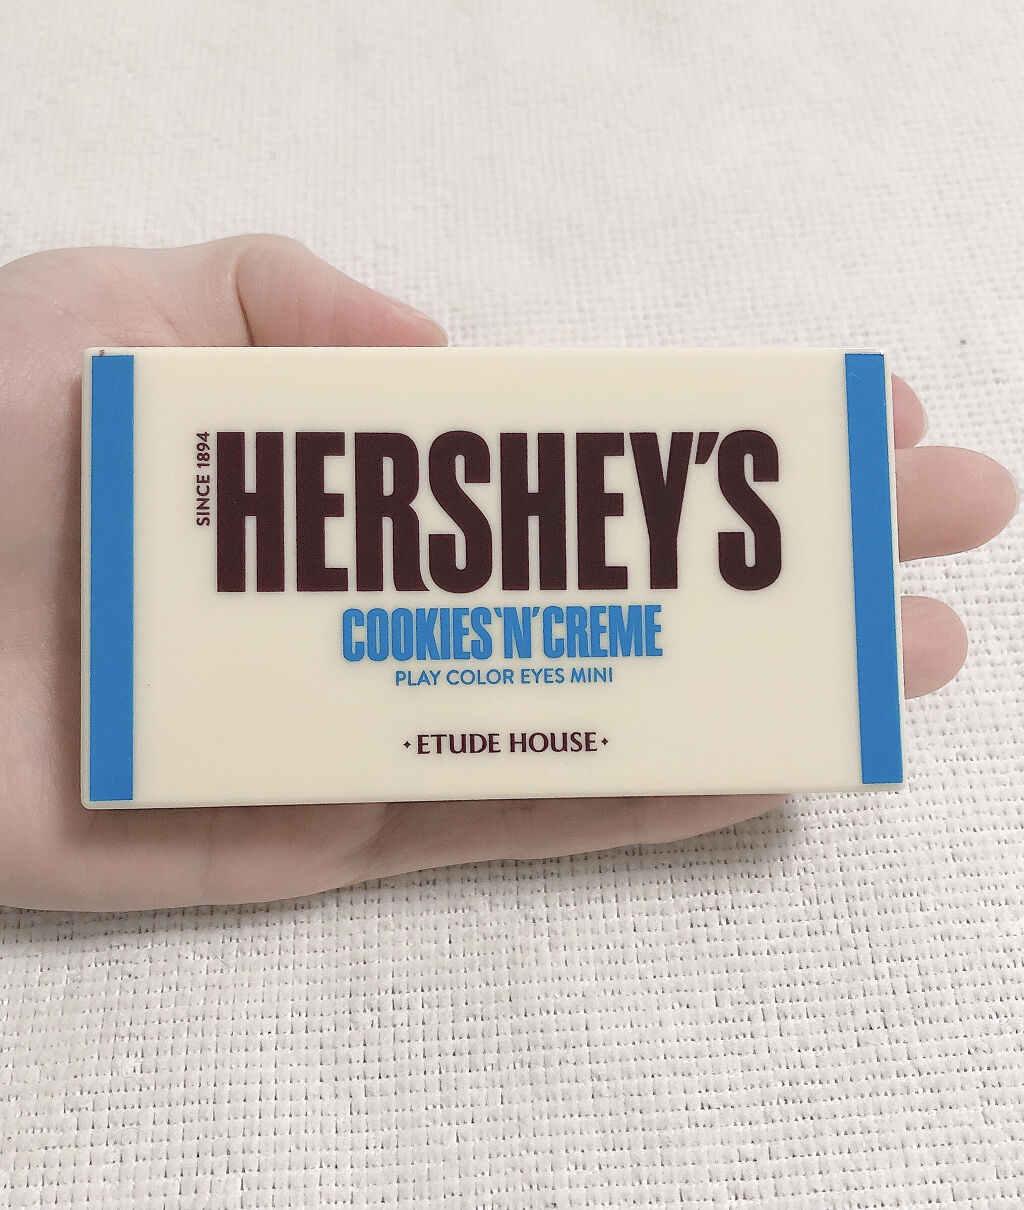 SINCE 1894
HERSHEY'S
COOKIES'N'CREME
PLAY COLOR EYES MINI
ETUDE HOUSE